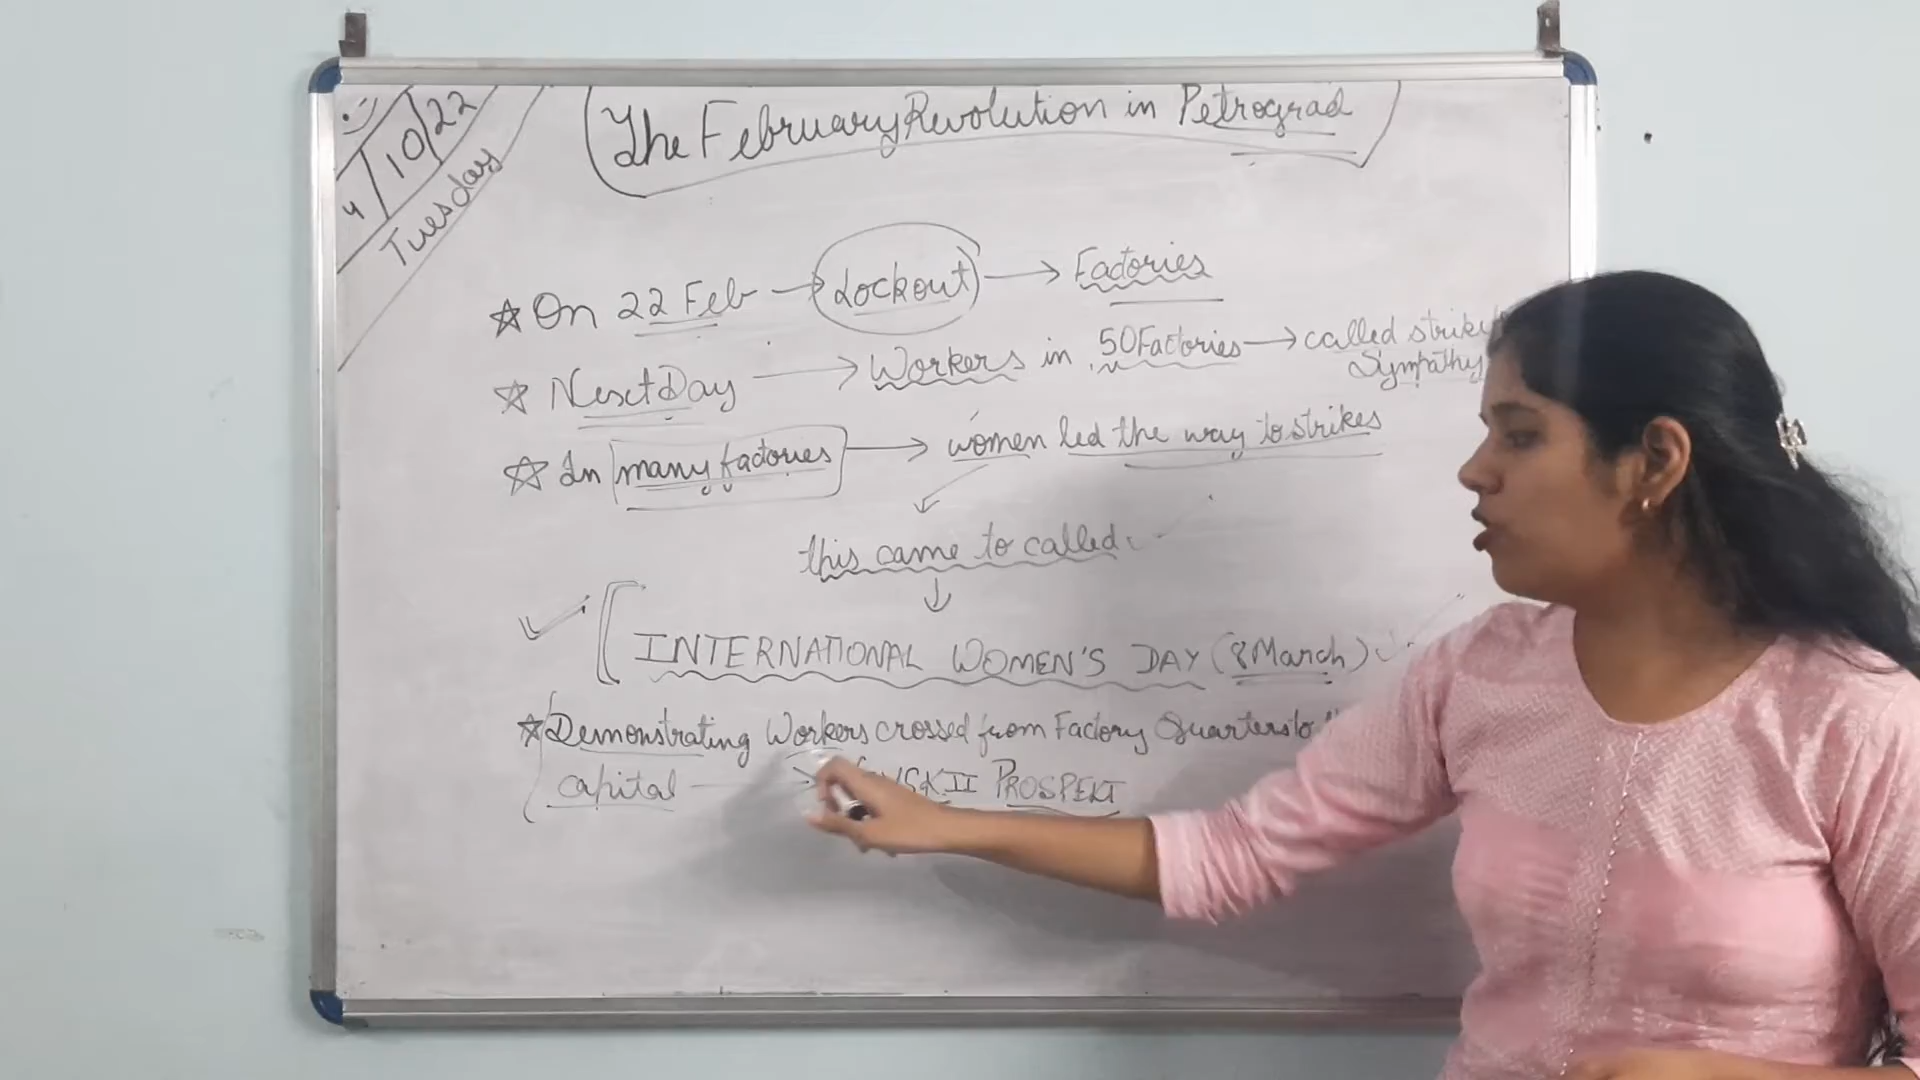 4/10/22
Tuesday
The February Revolution in Petrograd
On 22 Feb → Lockout → Factories
Next Day → Workers in 50 Factories → called strike
Sympathy
In many factories → women led the way to strikes
this came to called
↓
INTERNATIONAL WOMEN'S DAY (8 March)
Demonstrating Workers crossed from Factory Quarters to
capital → PROSPEKT